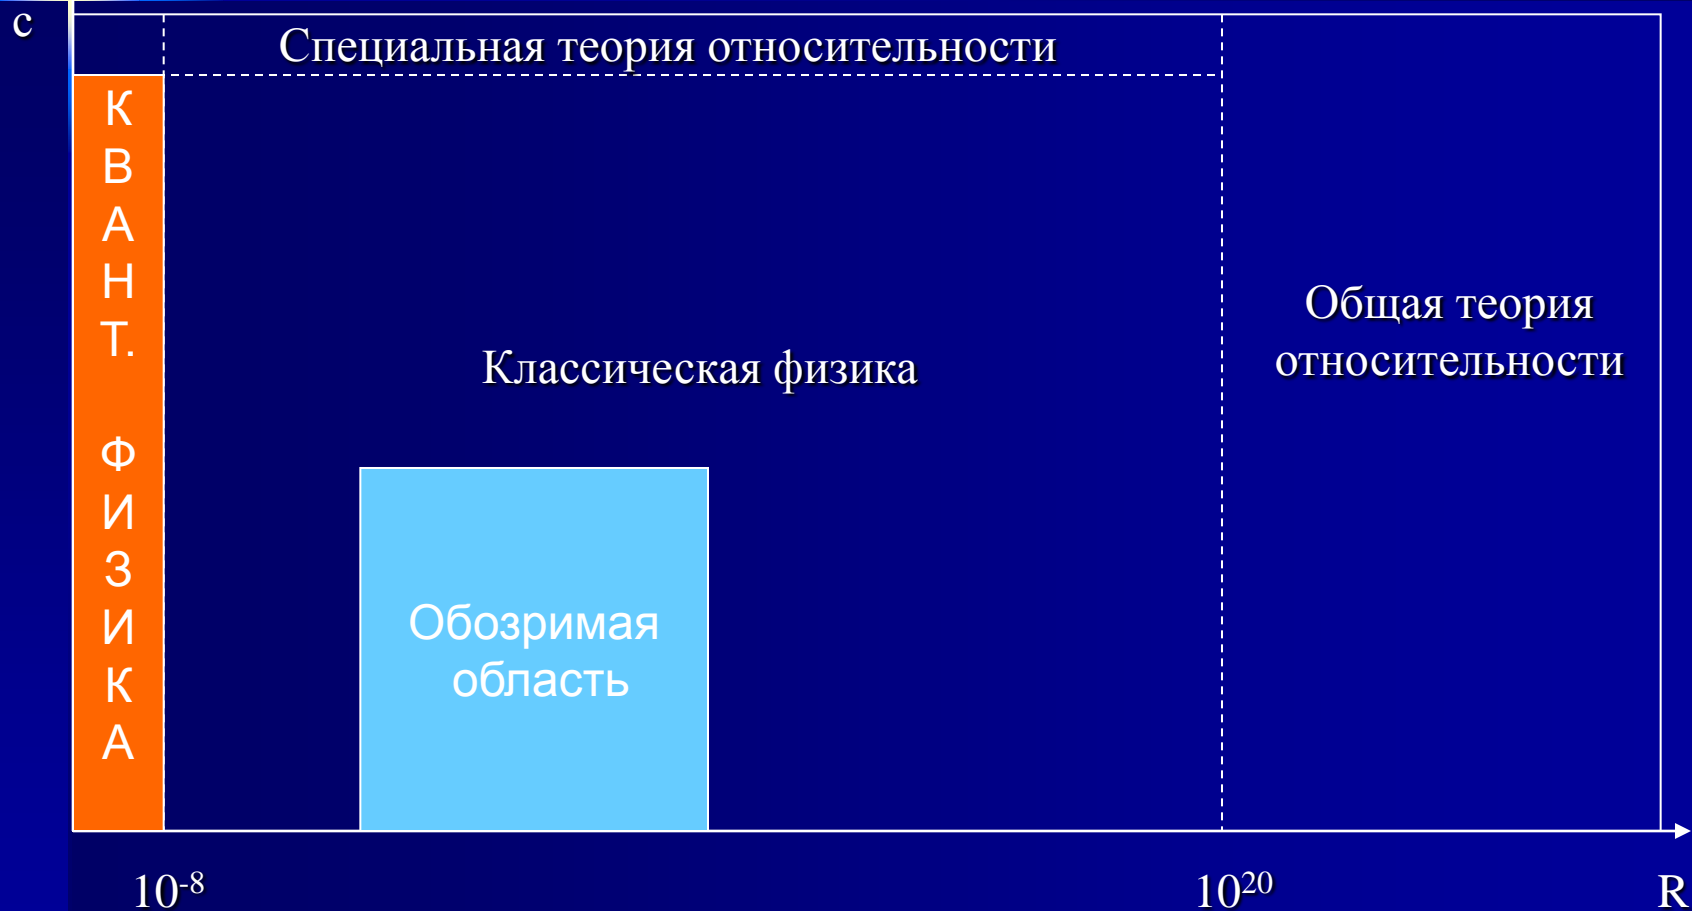 с
Специальная теория относительности
К
В
А
Н
Т.
Ф
И
З
И
К
А
Общая теория
относительности
Классическая физика
Обозримая
область
10⁻⁸
10²⁰
R